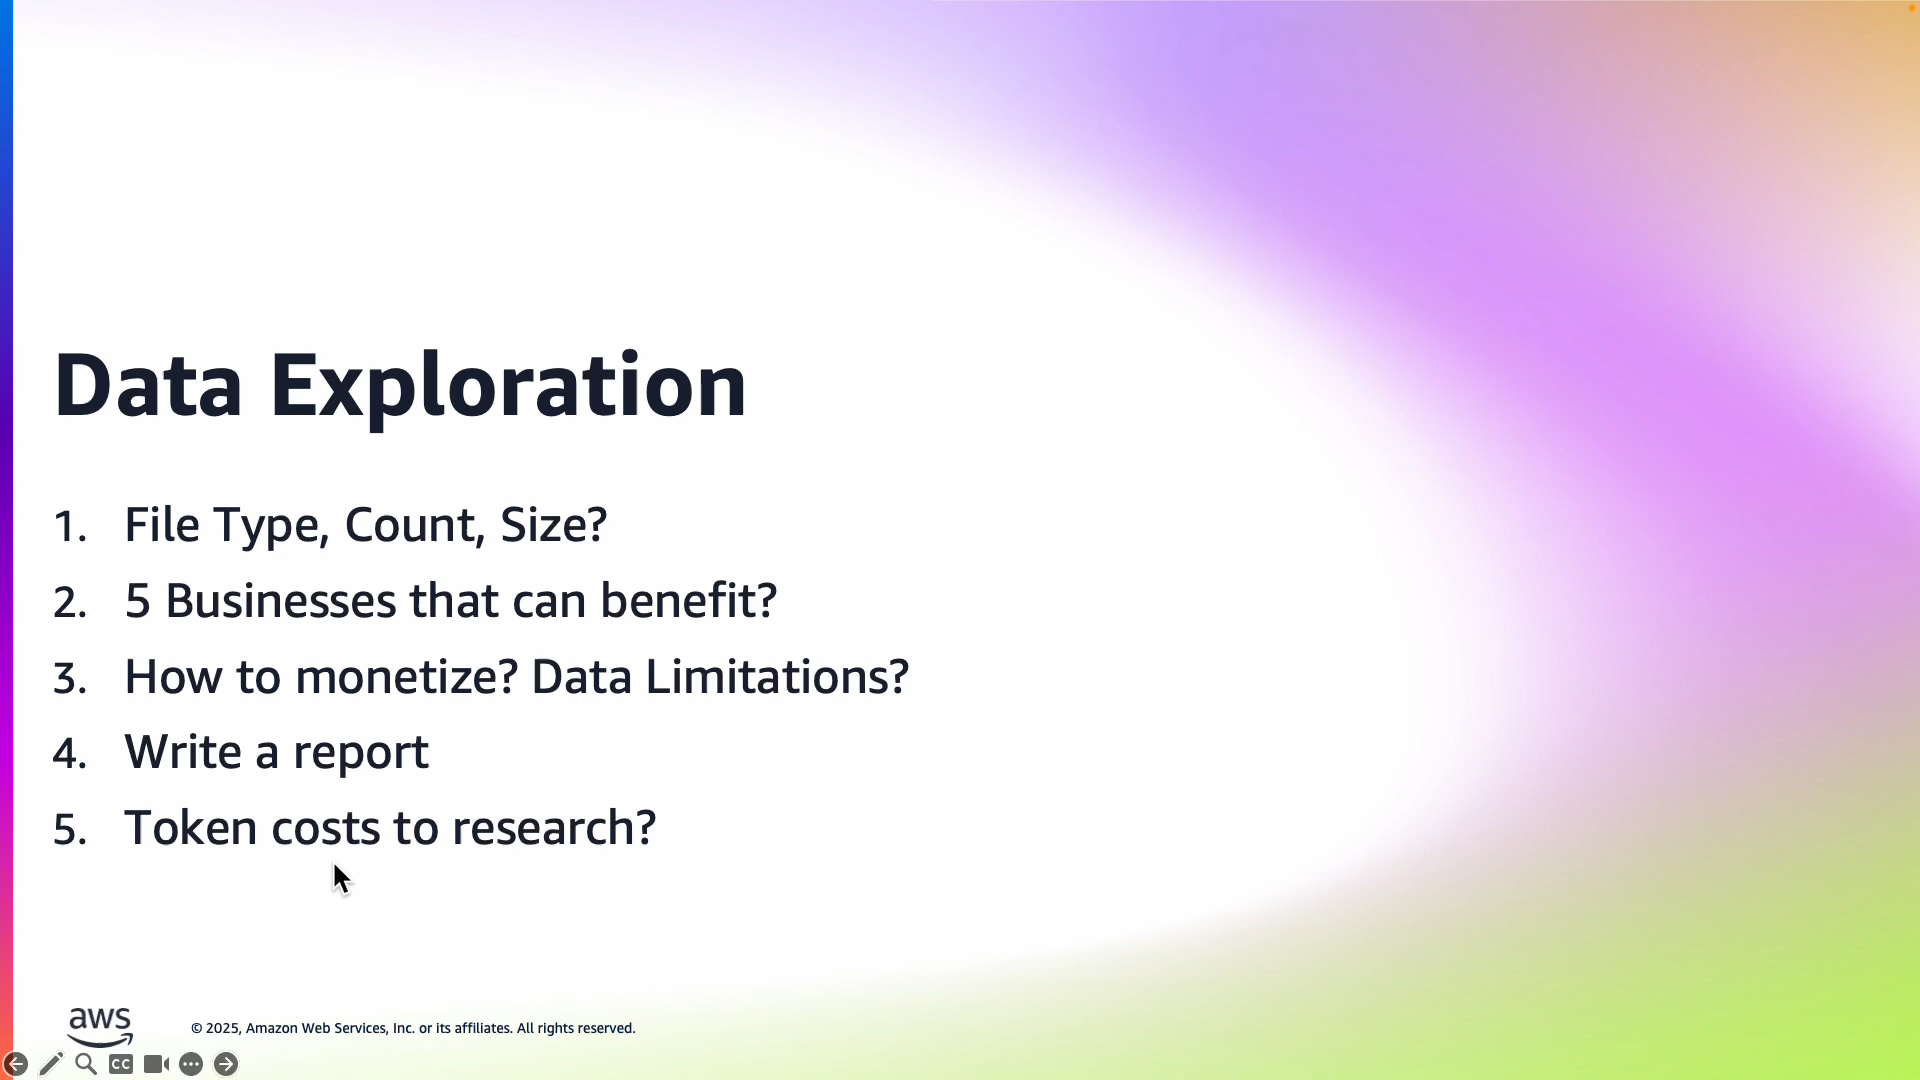 Data Exploration
1. File Type, Count, Size?
2. 5 Businesses that can benefit?
3. How to monetize? Data Limitations?
4. Write a report
5. Token costs to research?
aws
© 2025, Amazon Web Services, Inc. or its affiliates. All rights reserved.
CC